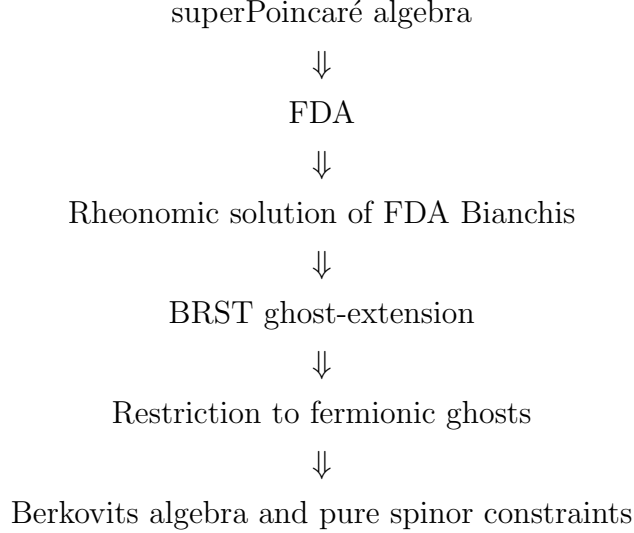 superPoincaré algebra
⇓
FDA
⇓
Rheonomic solution of FDA Bianchis
⇓
BRST ghost-extension
⇓
Restriction to fermionic ghosts
⇓
Berkovits algebra and pure spinor constraints